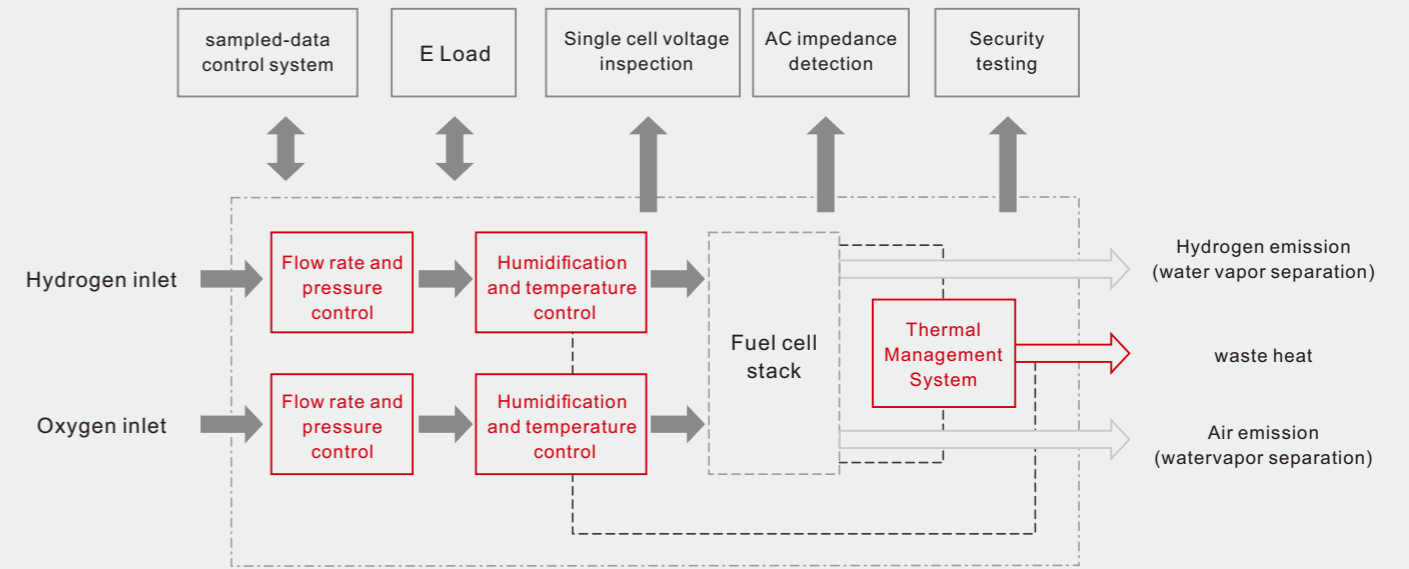 sampled-data
control system
E Load
Single cell voltage
inspection
AC impedance
detection
Security
testing
Hydrogen inlet
Flow rate and
pressure
control
Humidification
and temperature
control
Hydrogen emission
(water vapor separation)
Fuel cell
stack
Thermal
Management
System
waste heat
Oxygen inlet
Flow rate and
pressure
control
Humidification
and temperature
control
Air emission
(watervapor separation)